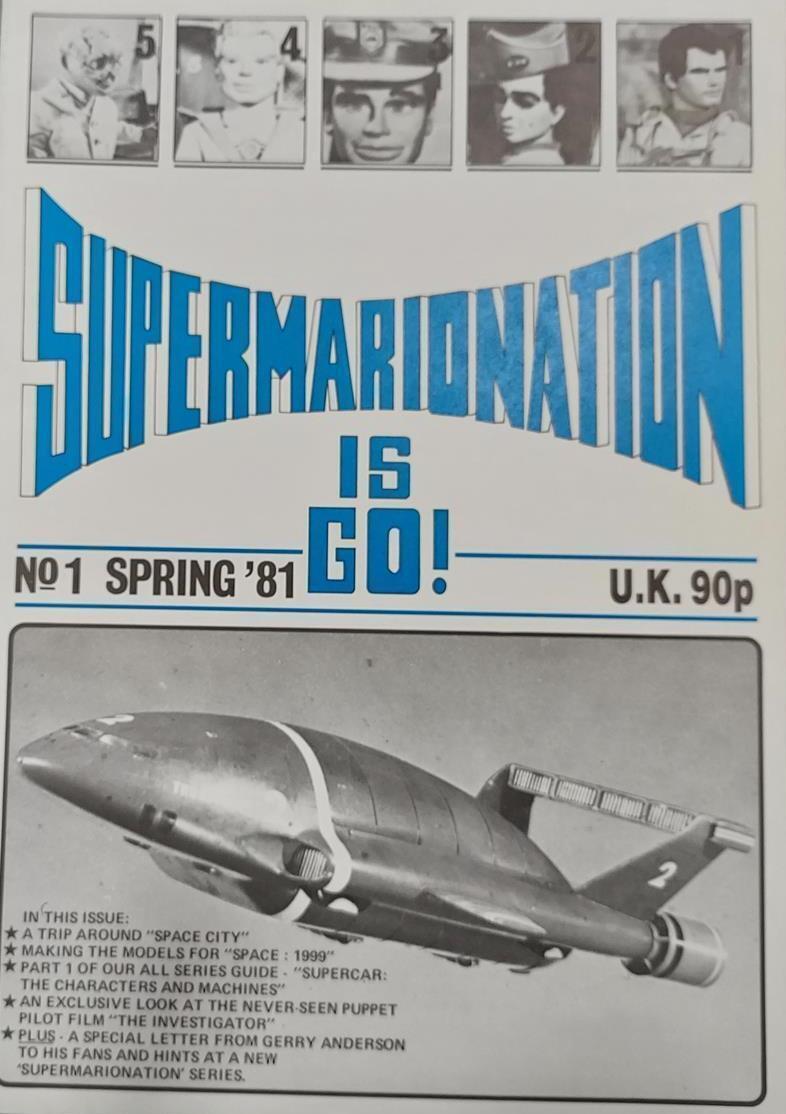 5 4 3 2 1
SUPERMARIONATION
IS
GO!
Nº1 SPRING '81
U.K. 90p
2
2
IN THIS ISSUE:
★ A TRIP AROUND "SPACE CITY"
★ MAKING THE MODELS FOR "SPACE : 1999"
★ PART 1 OF OUR ALL SERIES GUIDE - "SUPERCAR:
THE CHARACTERS AND MACHINES"
★ AN EXCLUSIVE LOOK AT THE NEVER-SEEN PUPPET
PILOT FILM "THE INVESTIGATOR"
★ PLUS - A SPECIAL LETTER FROM GERRY ANDERSON
TO HIS FANS AND HINTS AT A NEW
'SUPERMARIONATION' SERIES.